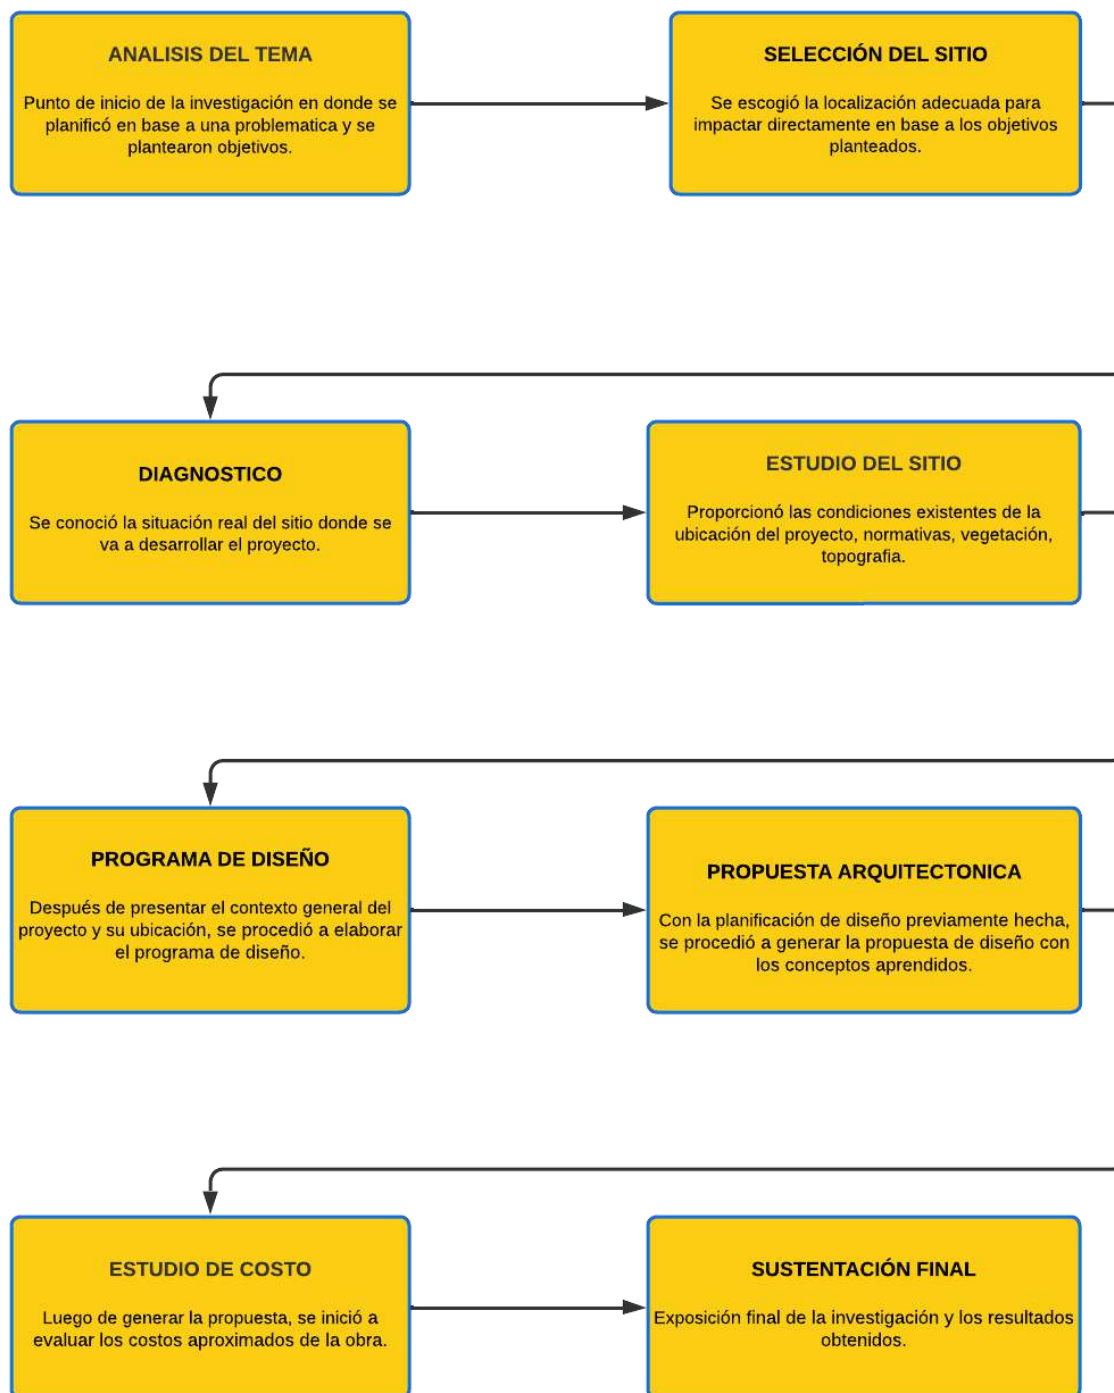 ANALISIS DEL TEMA
Punto de inicio de la investigación en donde se
planificó en base a una problematica y se
plantearon objetivos.
SELECCIÓN DEL SITIO
Se escogió la localización adecuada para
impactar directamente en base a los objetivos
planteados.
DIAGNOSTICO
Se conoció la situación real del sitio donde se
va a desarrollar el proyecto.
ESTUDIO DEL SITIO
Proporcionó las condiciones existentes de la
ubicación del proyecto, normativas, vegetación,
topografia.
PROGRAMA DE DISEÑO
Después de presentar el contexto general del
proyecto y su ubicación, se procedió a elaborar
el programa de diseño.
PROPUESTA ARQUITECTONICA
Con la planificación de diseño previamente hecha,
se procedió a generar la propuesta de diseño con
los conceptos aprendidos.
ESTUDIO DE COSTO
Luego de generar la propuesta, se inició a
evaluar los costos aproximados de la obra.
SUSTENTACIÓN FINAL
Exposición final de la investigación y los resultados
obtenidos.